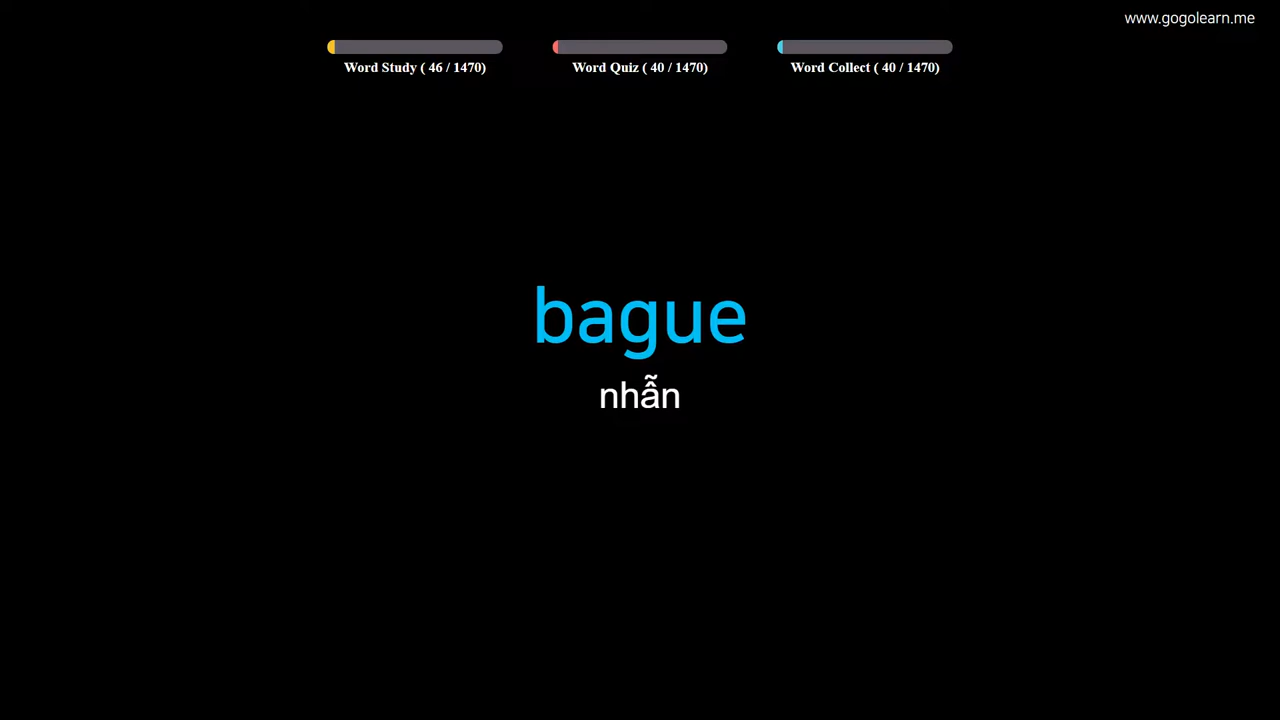 www.gogolearn.me
Word Study ( 46 / 1470)
Word Quiz ( 40 / 1470)
Word Collect ( 40 / 1470)
bague
nhẫn